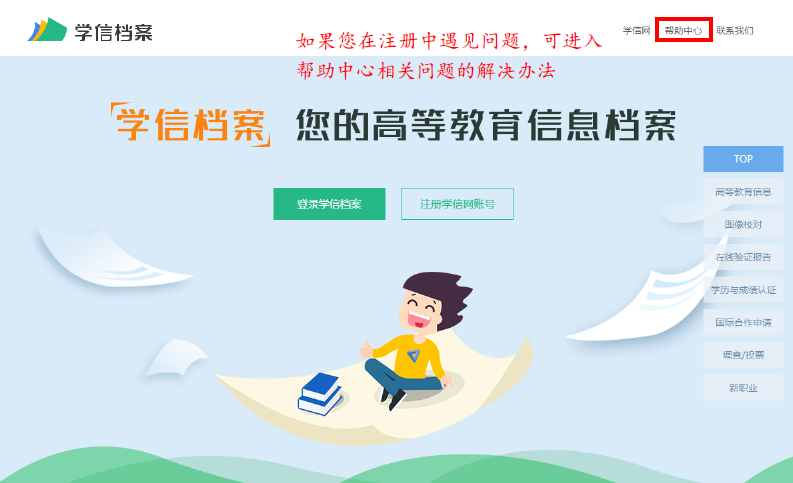 学信档案
如果您在注册中遇见问题，可进入
帮助中心相关问题的解决办法
学信网 帮助中心 联系我们
学信档案 您的高等教育信息档案
登录学信档案 注册学信网账号
TOP
高等教育信息
图像校对
在线验证报告
学历与成绩认证
国际合作申请
调查/投票
新职业